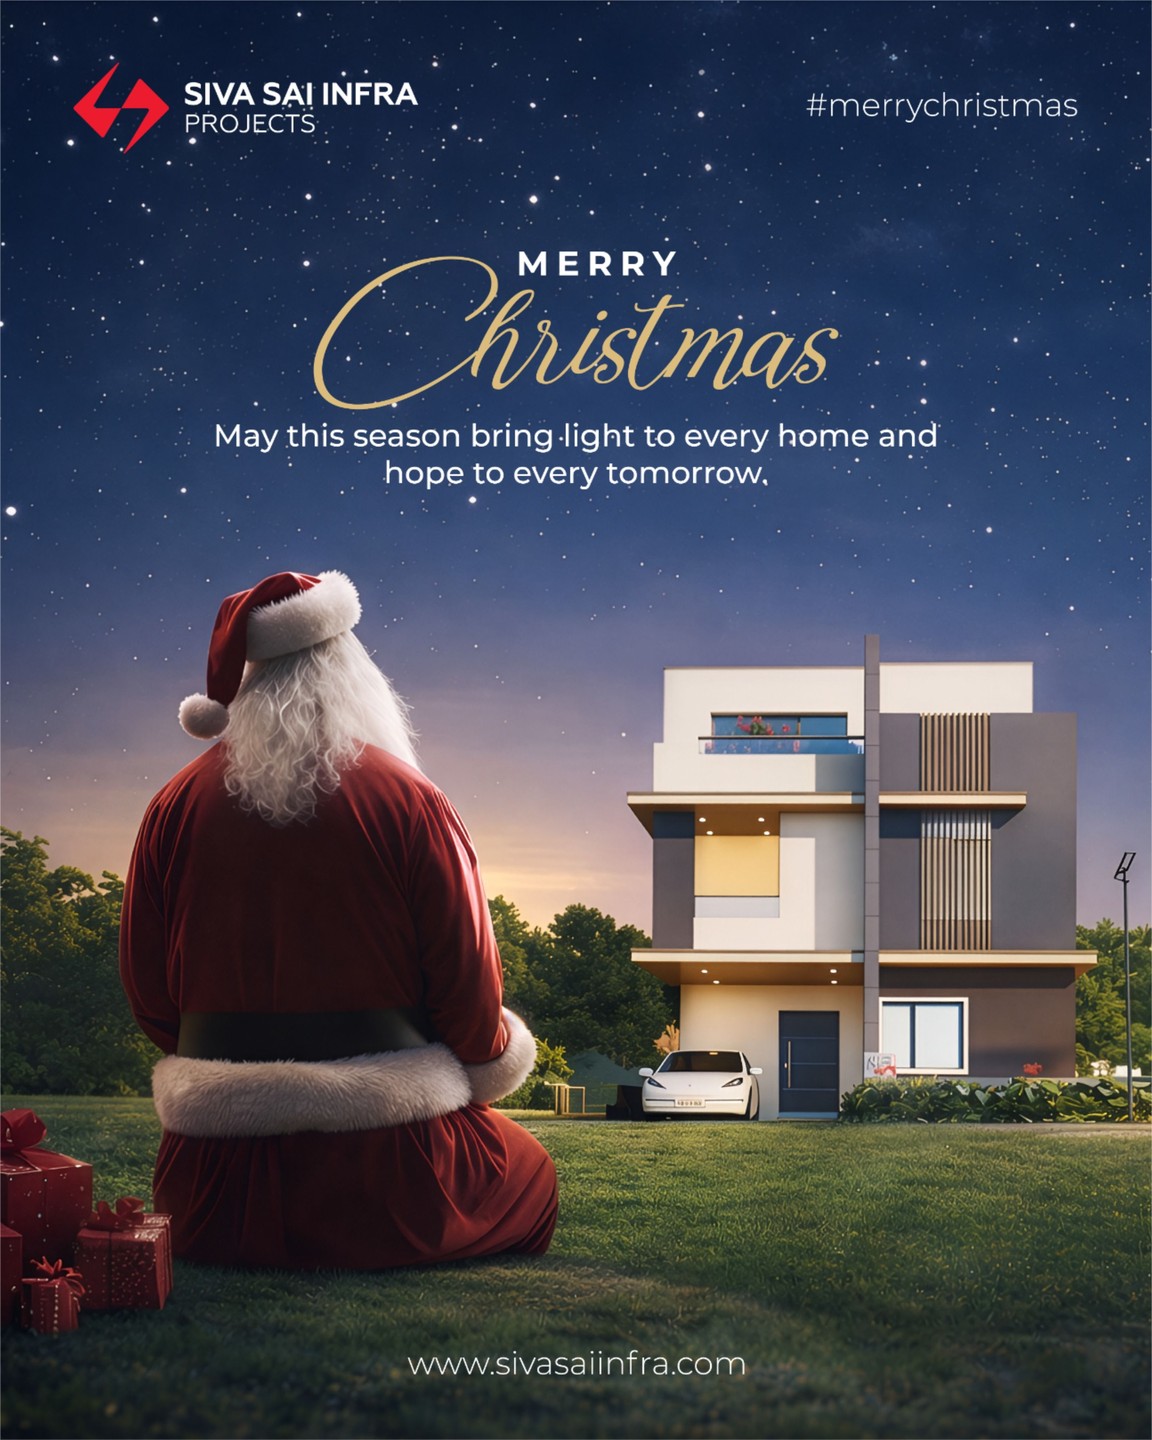 SIVA SAI INFRA
PROJECTS
#merrychristmas
MERRY
Christmas
May this season bring light to every home and
hope to every tomorrow.
www.sivasaiinfra.com